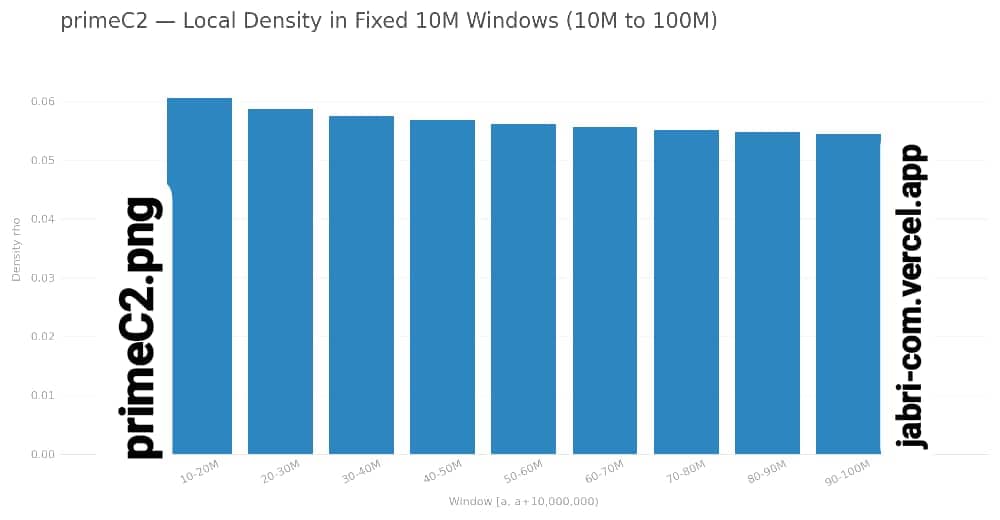 primeC2 — Local Density in Fixed 10M Windows (10M to 100M)
Density rho
0.06
0.05
0.04
0.03
0.02
0.01
0.00
primeC2.png
jabri-com.vercel.app
10-20M
20-30M
30-40M
40-50M
50-60M
60-70M
70-80M
80-90M
90-100M
Window [a, a+10,000,000)